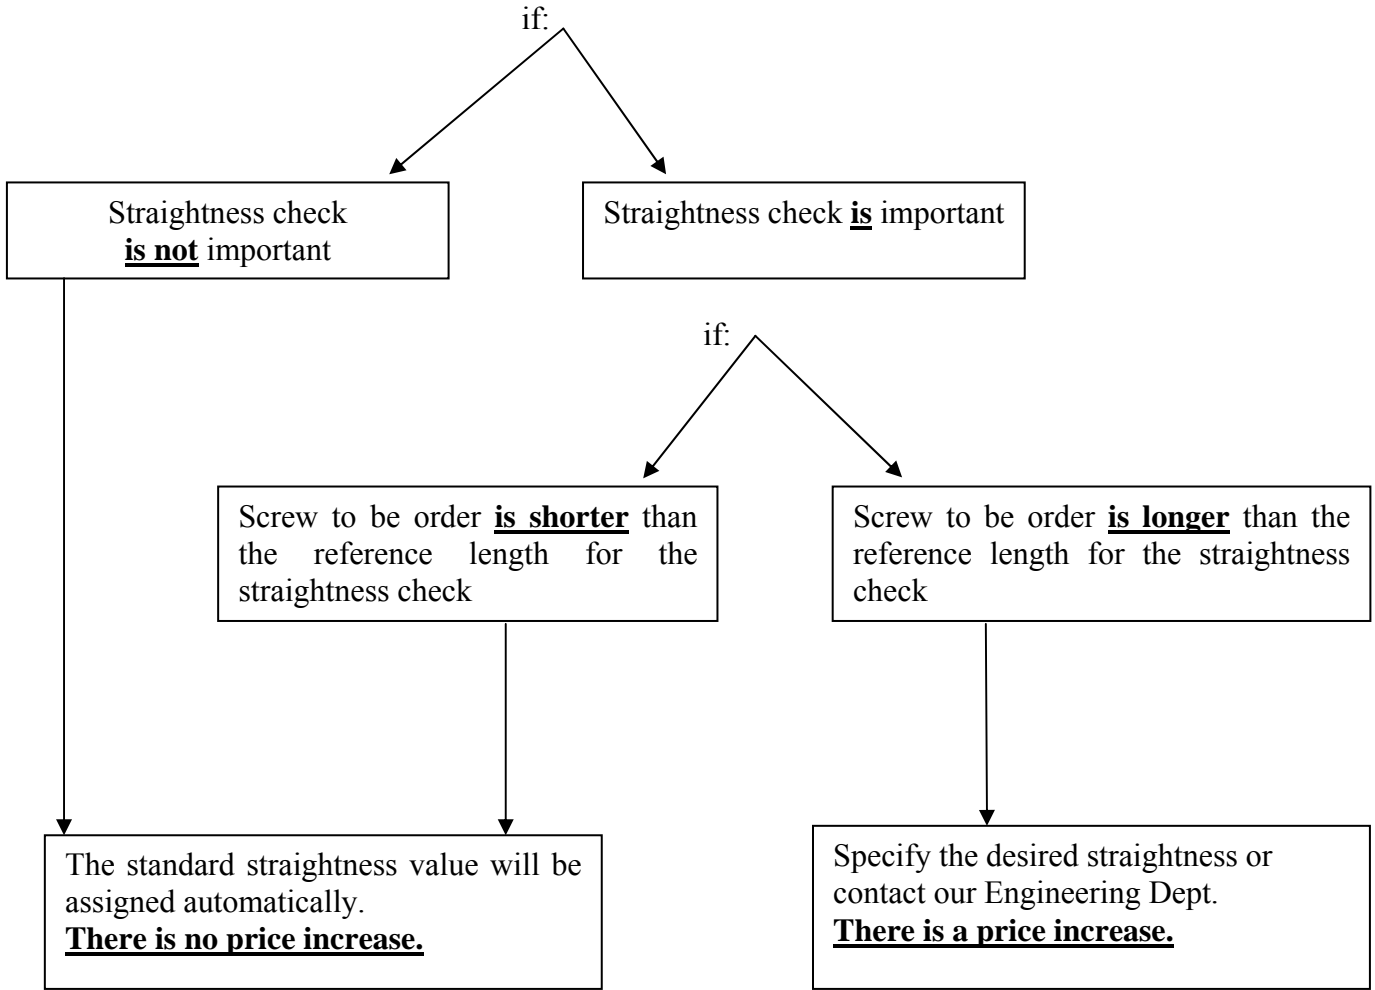 if:
Straightness check
is not important
Straightness check is important
if:
Screw to be order is shorter than
the reference length for the
straightness check
Screw to be order is longer than the
reference length for the straightness
check
The standard straightness value will be
assigned automatically.
There is no price increase.
Specify the desired straightness or
contact our Engineering Dept.
There is a price increase.